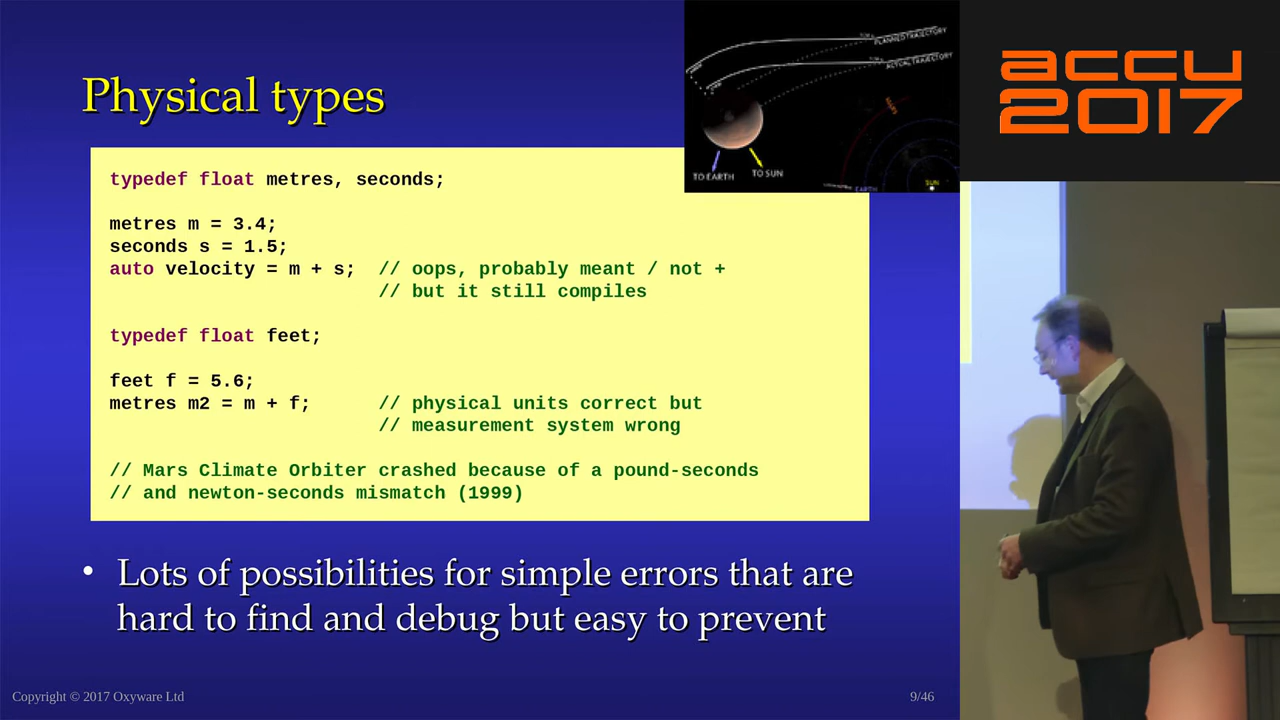 Physical types
PLANNED TRAJECTORY
ACTUAL TRAJECTORY
MARS
TO EARTH
TO SUN
EARTH
SUN
accu
2017
typedef float metres, seconds;
metres m = 3.4;
seconds s = 1.5;
auto velocity = m + s; // oops, probably meant / not +
// but it still compiles
typedef float feet;
feet f = 5.6;
metres m2 = m + f; // physical units correct but
// measurement system wrong
// Mars Climate Orbiter crashed because of a pound-seconds
// and newton-seconds mismatch (1999)
• Lots of possibilities for simple errors that are
hard to find and debug but easy to prevent
Copyright © 2017 Oxyware Ltd
9/46